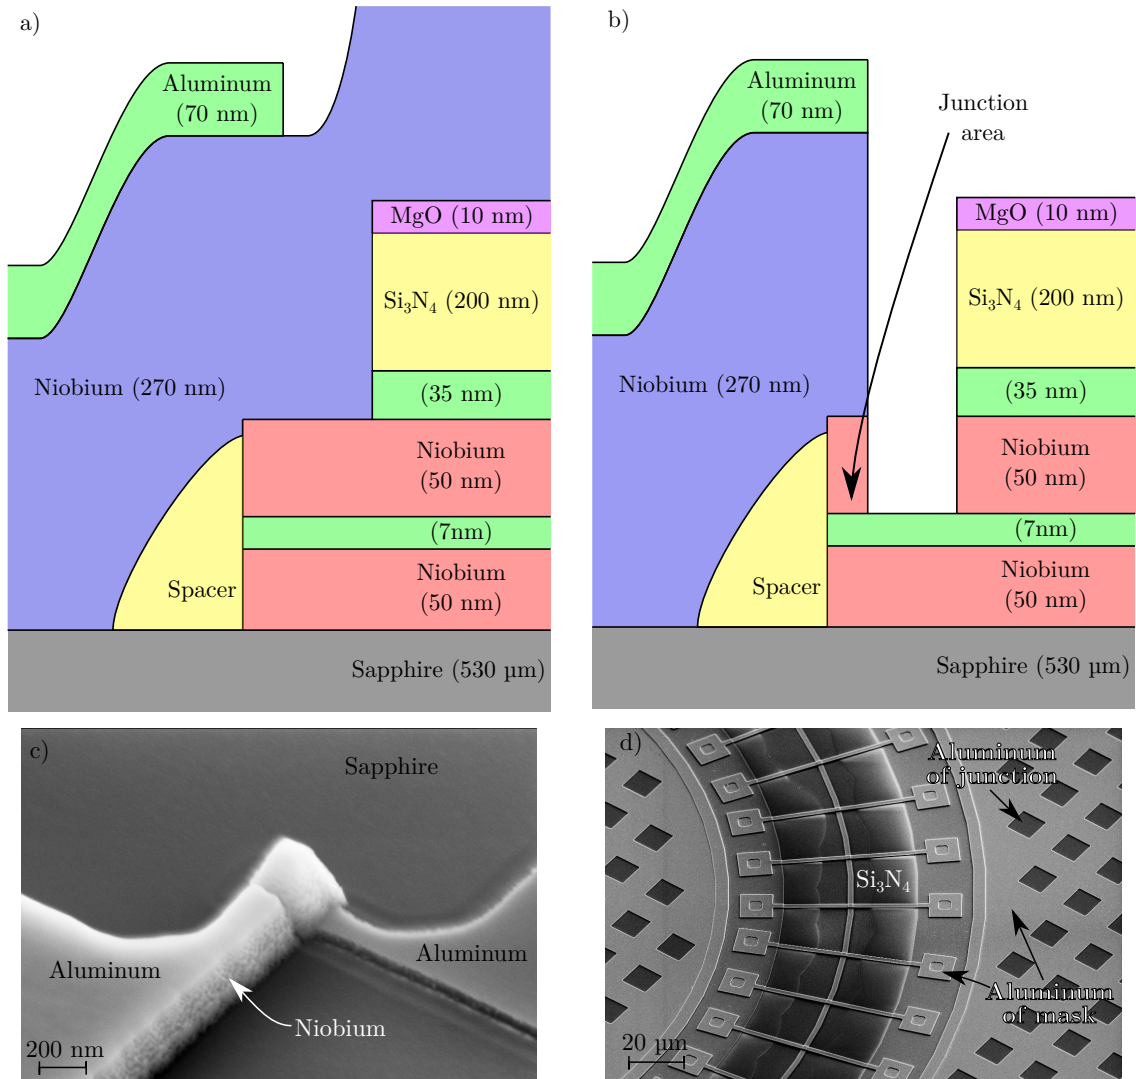 a)
Aluminum
(70 nm)
MgO (10 nm)
Si₃N₄ (200 nm)
Niobium (270 nm)
(35 nm)
Niobium
(50 nm)
(7nm)
Niobium
(50 nm)
Spacer
Sapphire (530 µm)
b)
Aluminum
(70 nm)
Junction
area
MgO (10 nm)
Si₃N₄ (200 nm)
Niobium (270 nm)
(35 nm)
Niobium
(50 nm)
(7nm)
Niobium
(50 nm)
Spacer
Sapphire (530 µm)
c)
Sapphire
Aluminum
Aluminum
Niobium
200 nm
d)
Aluminum
of junction
Si₃N₄
Aluminum
of mask
20 µm